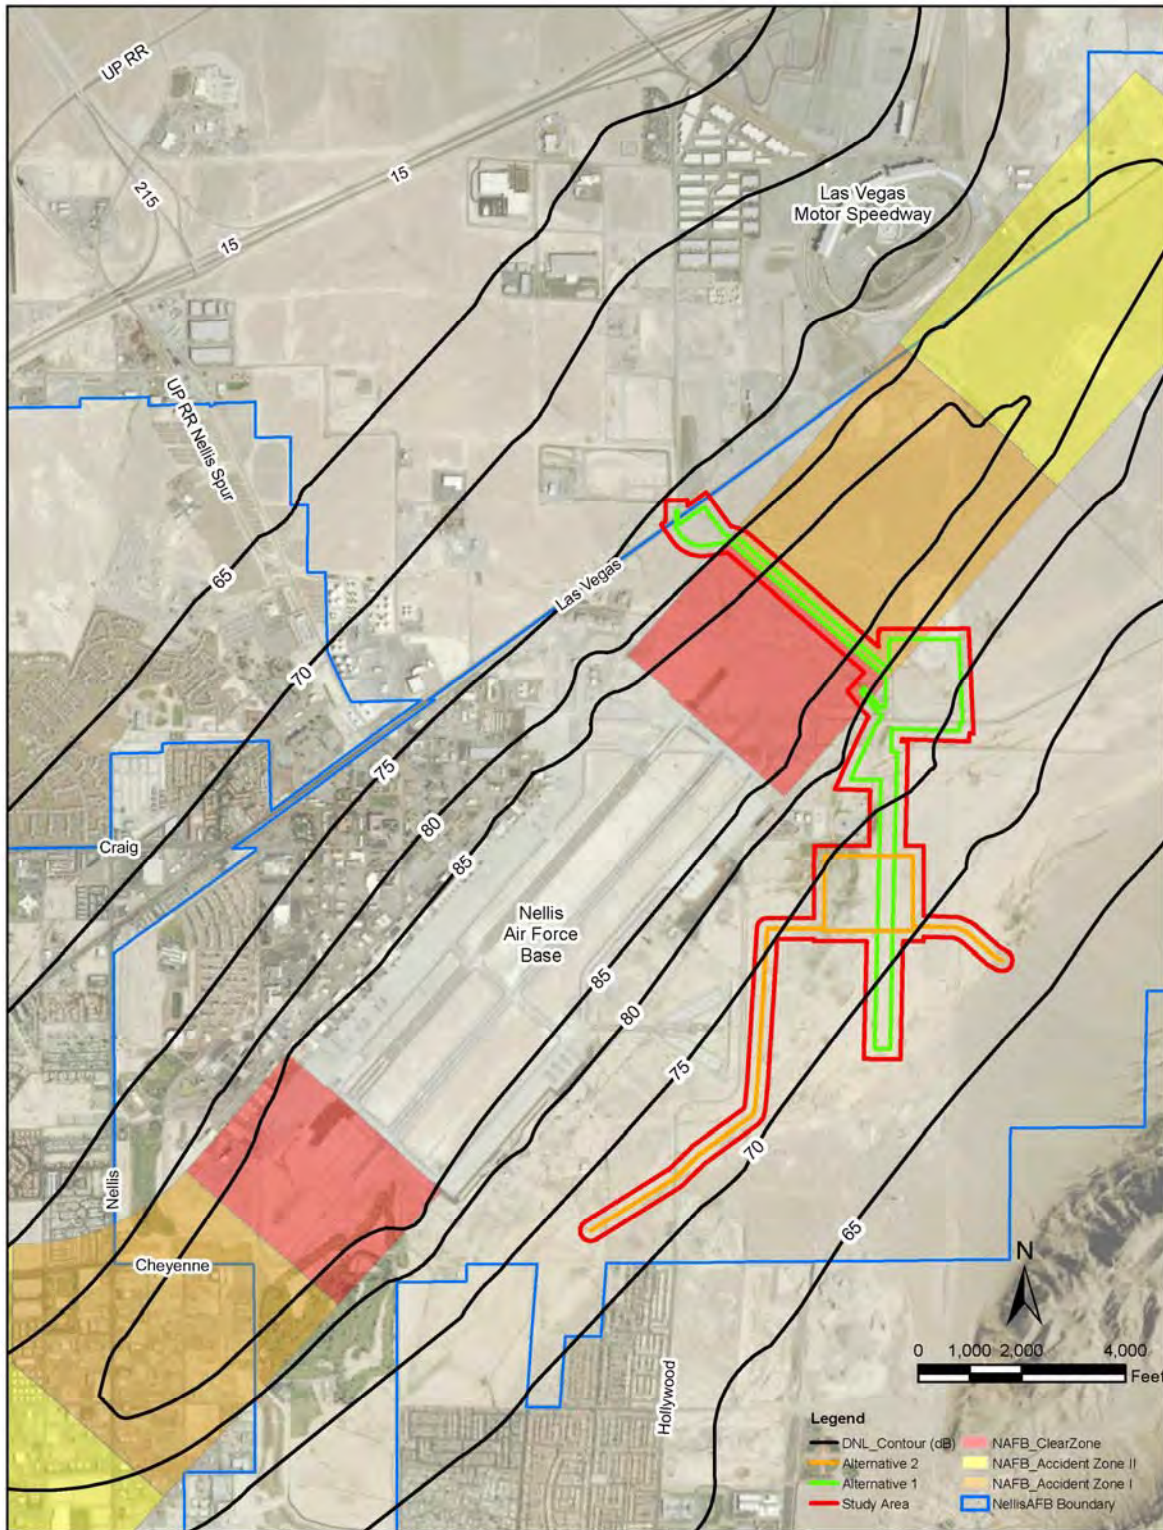 UP RR
215
15
15
Las Vegas
Motor Speedway
UP RR Nellis Spur
65
Las Vegas
70
75
80
85
Craig
Nellis
Air Force
Base
85
80
75
70
65
Nellis
Cheyenne
Hollywood
N
0 1,000 2,000 4,000
Feet
Legend
DNL_Contour (dB)
Alternative 2
Alternative 1
Study Area
NAFB_ClearZone
NAFB_Accident Zone II
NAFB_Accident Zone I
NellisAFB Boundary